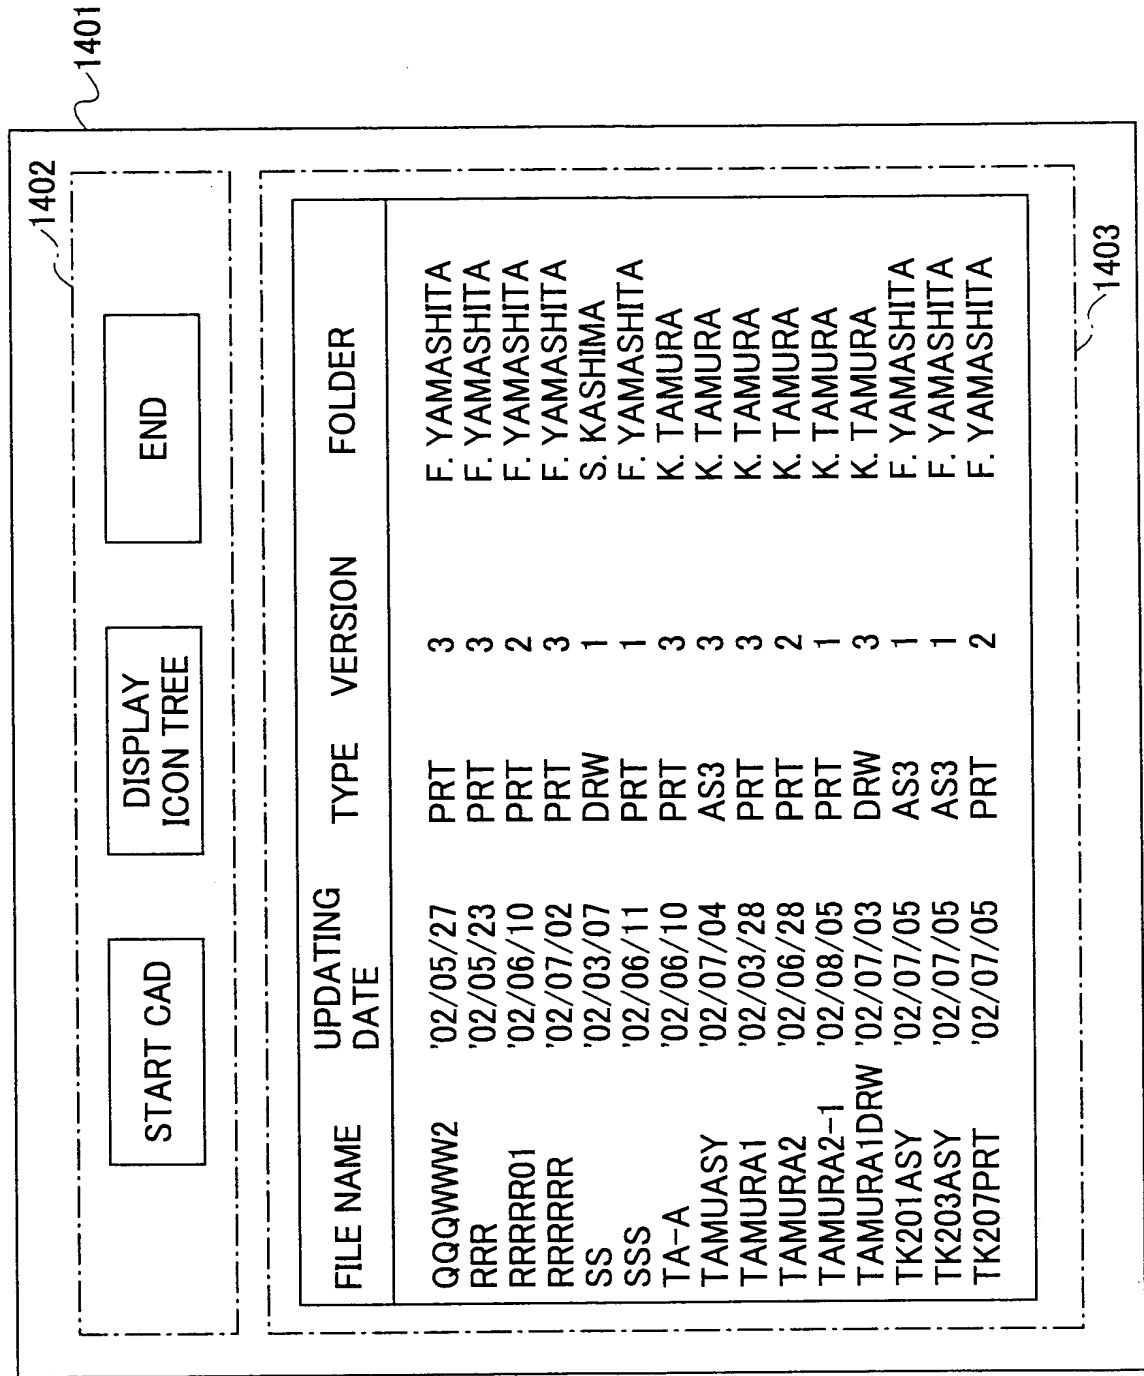 1401
1402
START CAD
DISPLAY
ICON TREE
END
FILE NAME UPDATING DATE TYPE VERSION FOLDER
QQQWWW2 '02/05/27 PRT 3 F. YAMASHITA
RRR '02/05/23 PRT 3 F. YAMASHITA
RRRRR01 '02/06/10 PRT 2 F. YAMASHITA
RRRRRRR '02/07/02 PRT 3 F. YAMASHITA
SS '02/03/07 DRW 1 S. KASHIMA
SSS '02/06/11 PRT 1 F. YAMASHITA
TA-A '02/06/10 PRT 3 K. TAMURA
TAMUASY '02/07/04 AS3 3 K. TAMURA
TAMURA1 '02/03/28 PRT 3 K. TAMURA
TAMURA2 '02/06/28 PRT 2 K. TAMURA
TAMURA2-1 '02/08/05 PRT 1 K. TAMURA
TAMURA1DRW '02/07/03 DRW 3 K. TAMURA
TK201ASY '02/07/05 AS3 1 F. YAMASHITA
TK203ASY '02/07/05 AS3 1 F. YAMASHITA
TK207PRT '02/07/05 PRT 2 F. YAMASHITA
1403